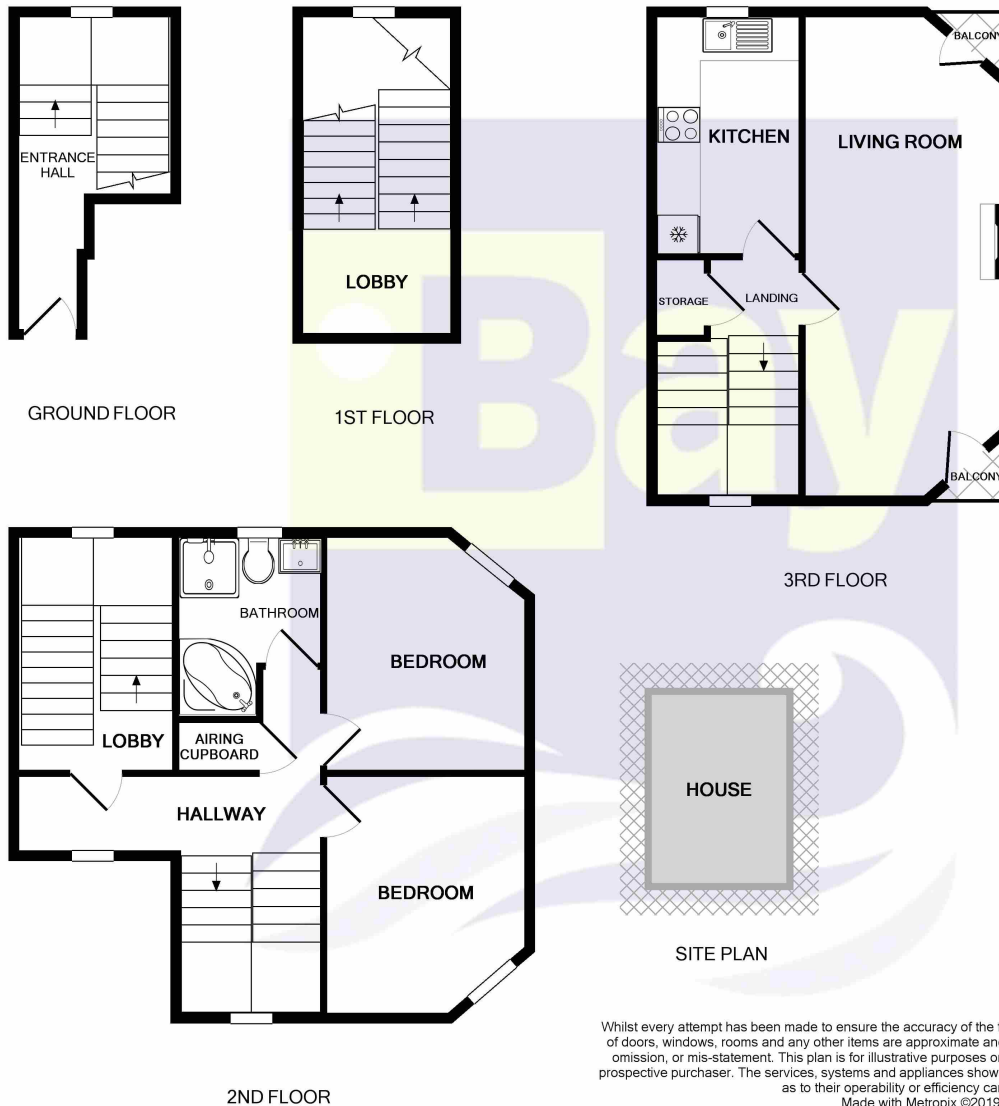 ENTRANCE
HALL
GROUND FLOOR
LOBBY
1ST FLOOR
KITCHEN
LIVING ROOM
BALCONY
STORAGE
LANDING
BALCONY
3RD FLOOR
Bay
BATHROOM
BEDROOM
LOBBY
AIRING
CUPBOARD
HALLWAY
BEDROOM
2ND FLOOR
HOUSE
SITE PLAN
Whilst every attempt has been made to ensure the accuracy of the
of doors, windows, rooms and any other items are approximate and
omission, or mis-statement. This plan is for illustrative purposes
prospective purchaser. The services, systems and appliances show
as to their operability or efficiency can
Made with Metropix ©2019